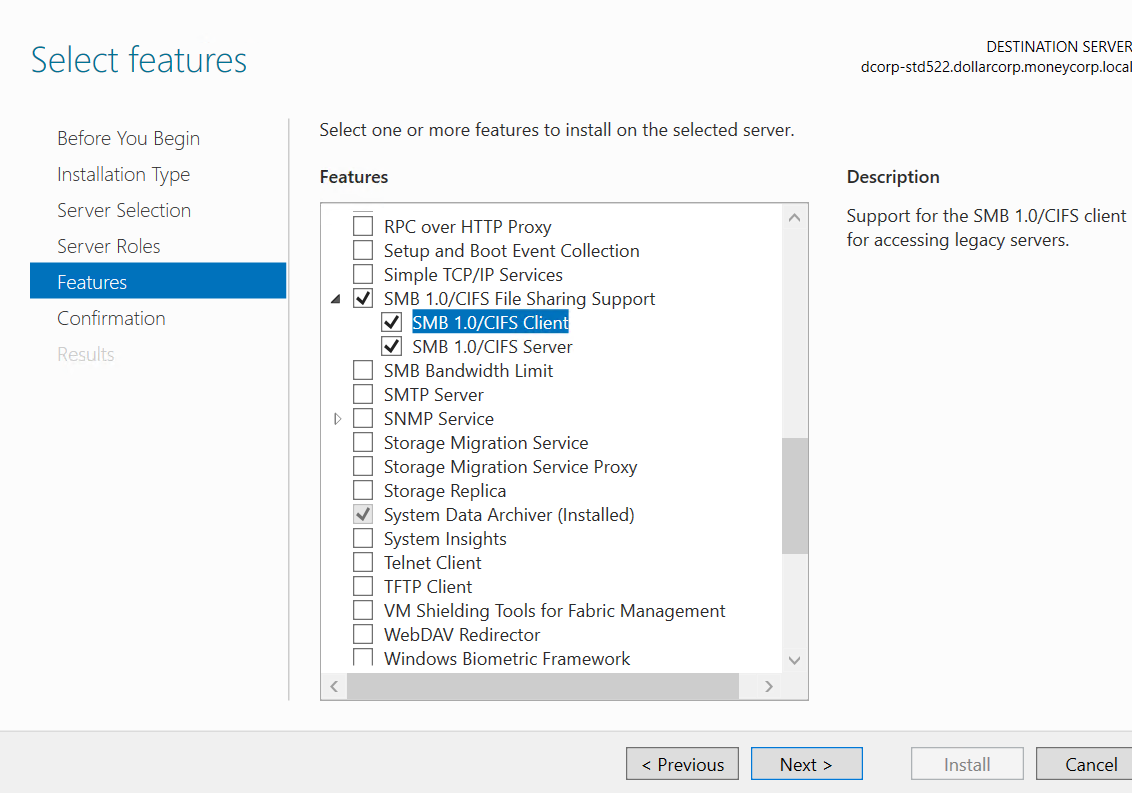 Select features
DESTINATION SERVER
dcorp-std522.dollarcorp.moneycorp.local
Before You Begin
Installation Type
Server Selection
Server Roles
Features
Confirmation
Results
Select one or more features to install on the selected server.
Features
RPC over HTTP Proxy
Setup and Boot Event Collection
Simple TCP/IP Services
SMB 1.0/CIFS File Sharing Support
SMB 1.0/CIFS Client
SMB 1.0/CIFS Server
SMB Bandwidth Limit
SMTP Server
SNMP Service
Storage Migration Service
Storage Migration Service Proxy
Storage Replica
System Data Archiver (Installed)
System Insights
Telnet Client
TFTP Client
VM Shielding Tools for Fabric Management
WebDAV Redirector
Windows Biometric Framework
Description
Support for the SMB 1.0/CIFS client
for accessing legacy servers.
< Previous
Next >
Install
Cancel